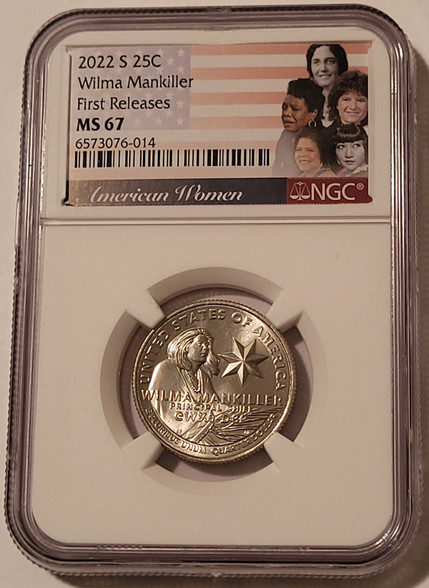 2022 S 25C
Wilma Mankiller
First Releases
MS 67
6573076-014
American Women
NGC®
UNITED STATES OF AMERICA
WILMA MANKILLER
PRINCIPAL CHIEF
E PLURIBUS UNUM QUARTER DOLLAR